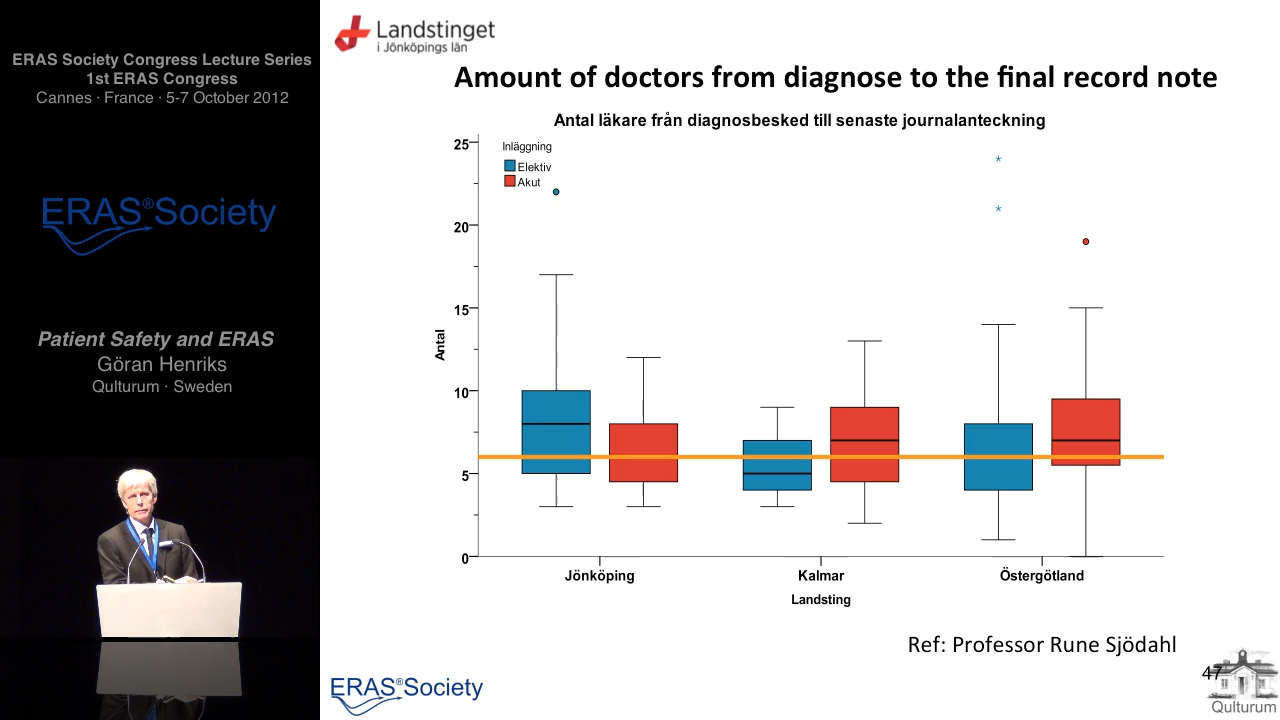 ERAS Society Congress Lecture Series
1st ERAS Congress
Cannes · France · 5-7 October 2012
ERAS®Society
Patient Safety and ERAS
Göran Henriks
Qulturum · Sweden
Landstinget
i Jönköpings län
Amount of doctors from diagnose to the final record note
Antal läkare från diagnosbesked till senaste journalanteckning
Inläggning
Elektiv
Akut
25
20
15
10
5
0
Antal
Jönköping
Kalmar
Östergötland
Landsting
Ref: Professor Rune Sjödahl
47
ERAS®Society
Qulturum